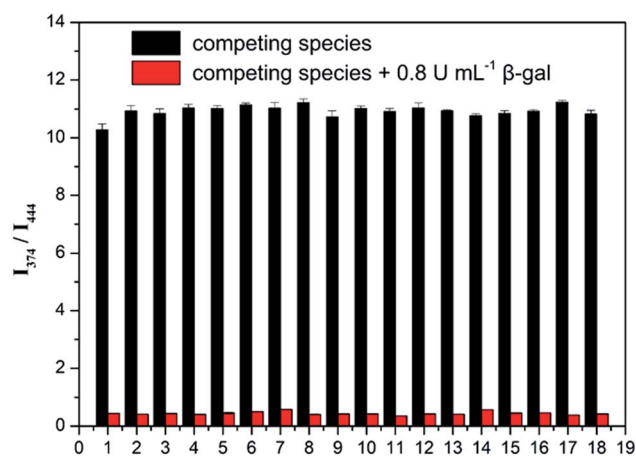 14
12
10
8
6
4
2
0
I374 / I444
competing species
competing species + 0.8 U mL-1 β-gal
0 1 2 3 4 5 6 7 8 9 10 11 12 13 14 15 16 17 18 19